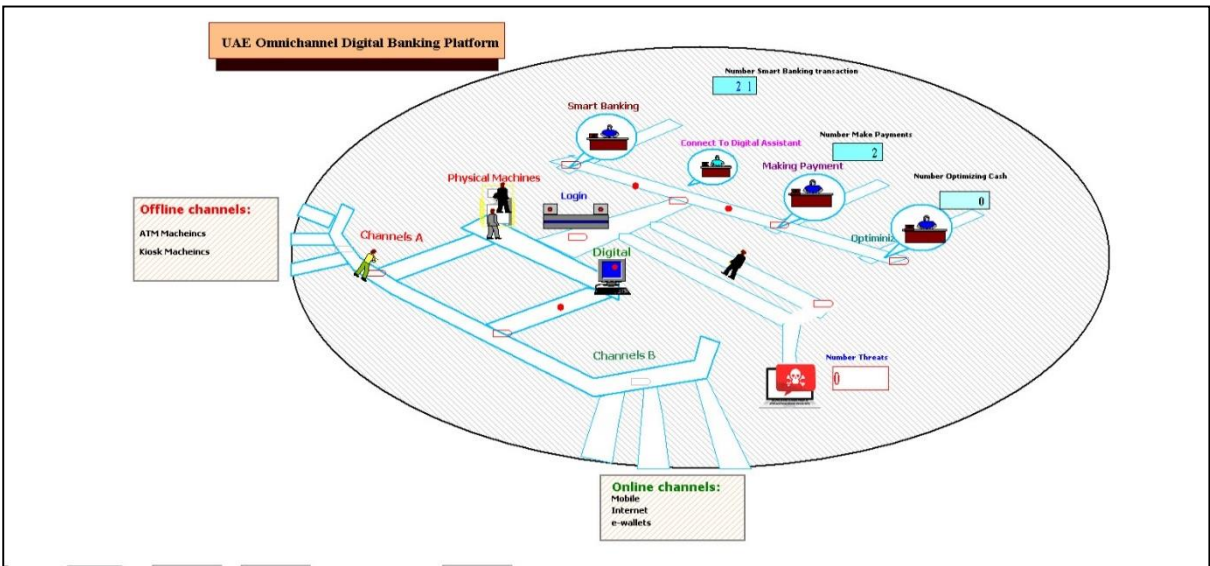 UAE Omnichannel Digital Banking Platform
Number Smart Banking transaction
2 1
Smart Banking
Number Make Payments
2
Connect To Digital Assistant
Making Payment
Number Optimizing Cash
0
Physical Machines
Login
Offline channels:
ATM Macheincs
Kiosk Macheincs
Channels A
Digital
Optiminiz
Channels B
Number Threats
0
Online channels:
Mobile
Internet
e-wallets